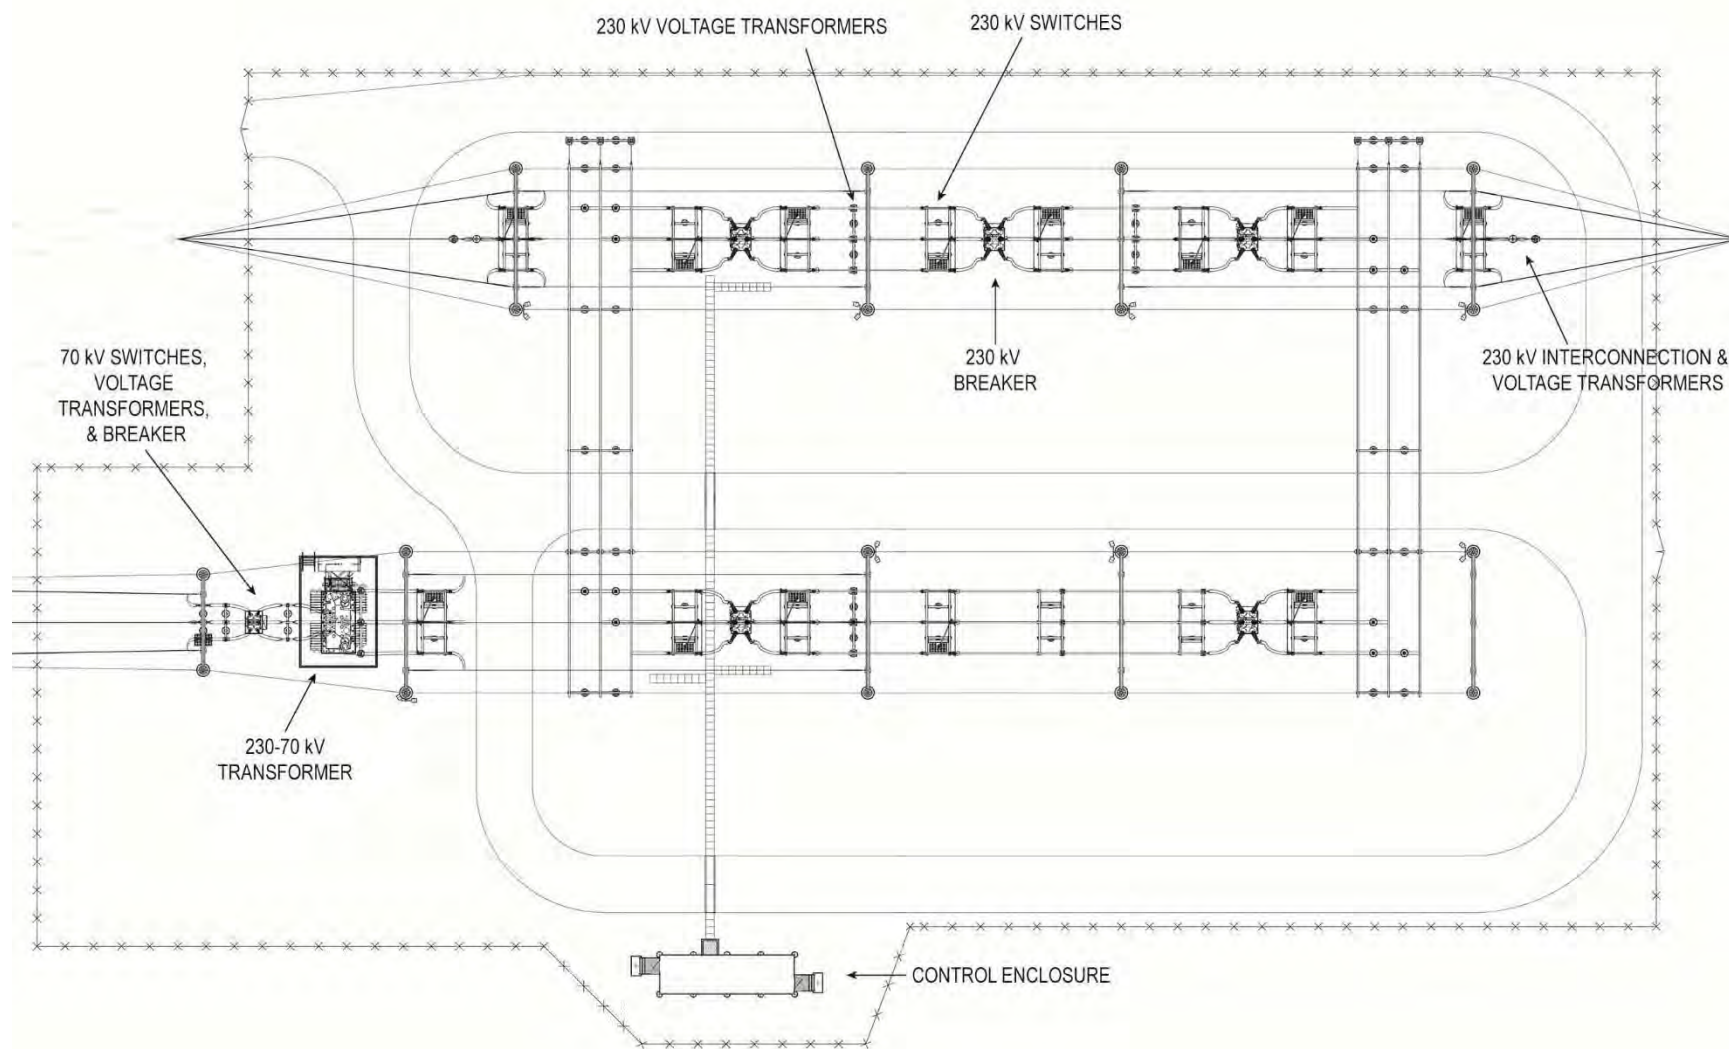 230 kV VOLTAGE TRANSFORMERS
230 kV SWITCHES
230 kV
BREAKER
230 kV INTERCONNECTION &
VOLTAGE TRANSFORMERS
70 kV SWITCHES,
VOLTAGE
TRANSFORMERS,
& BREAKER
230-70 kV
TRANSFORMER
CONTROL ENCLOSURE